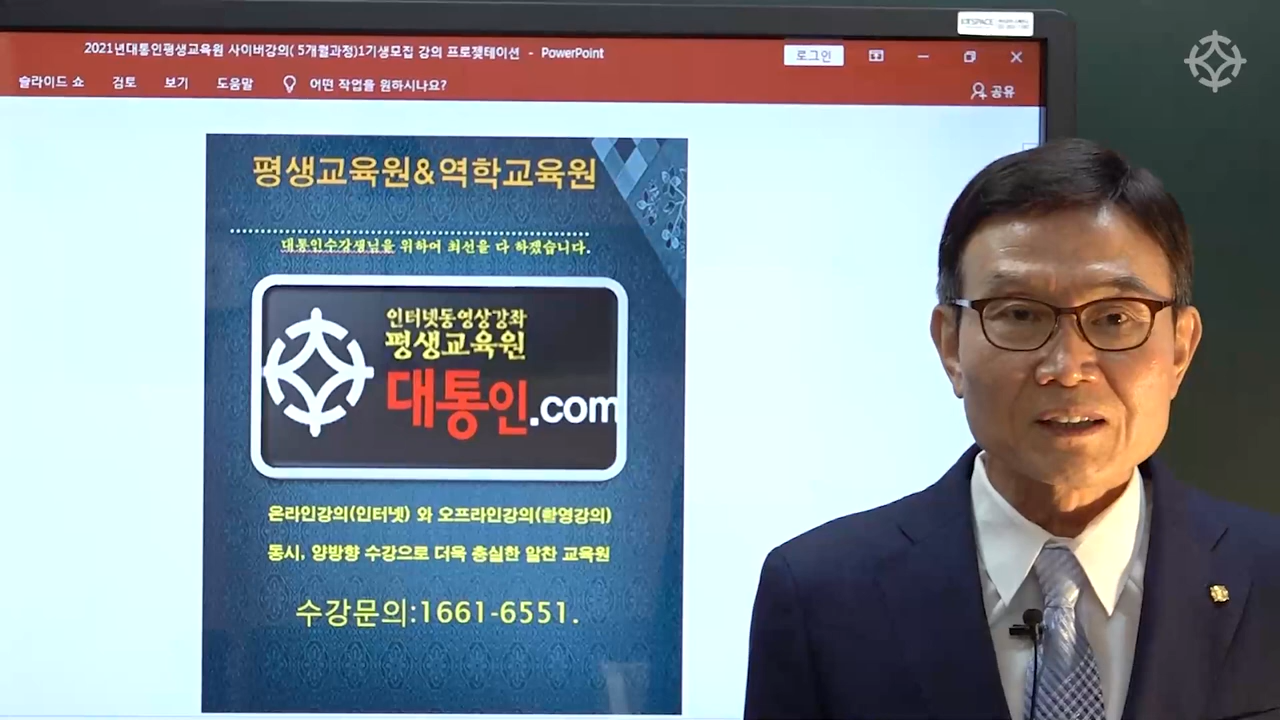 2021년대통인평생교육원 사이버강의( 5개월과정)1기생모집 강의 프로젯테이션 - PowerPoint
로그인
슬라이드 쇼 검토 보기 도움말 어떤 작업을 원하시나요?
공유
평생교육원&역학교육원
대통인수강생님을 위하여 최선을 다 하겠습니다.
인터넷동영상강좌
평생교육원
대통인.com
온라인강의(인터넷) 와 오프라인강의(촬영강의)
동시, 양방향 수강으로 더욱 충실한 알찬 교육원
수강문의:1661-6551.